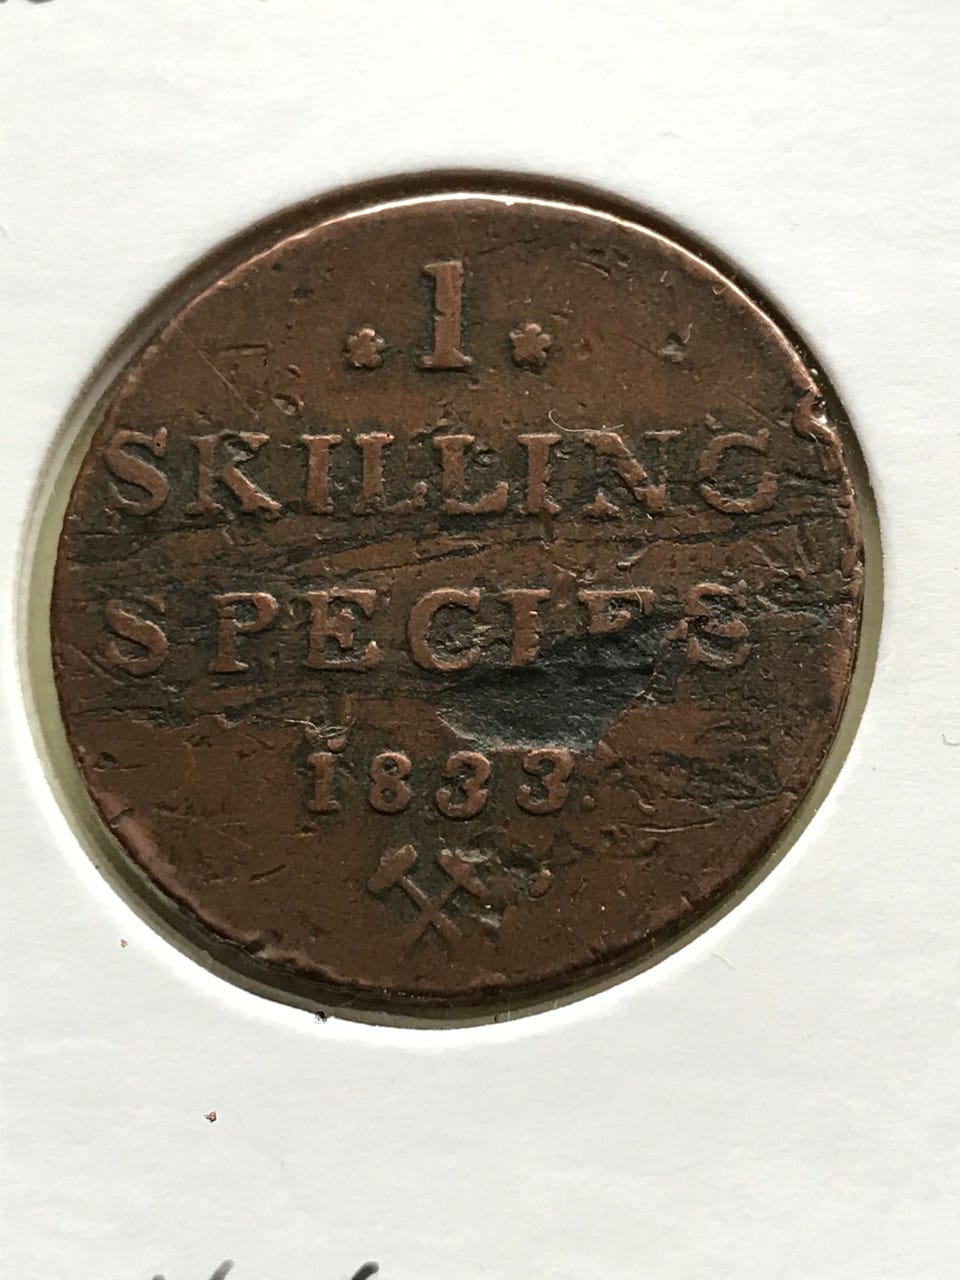 1
SKILLING
SPECIES
1833